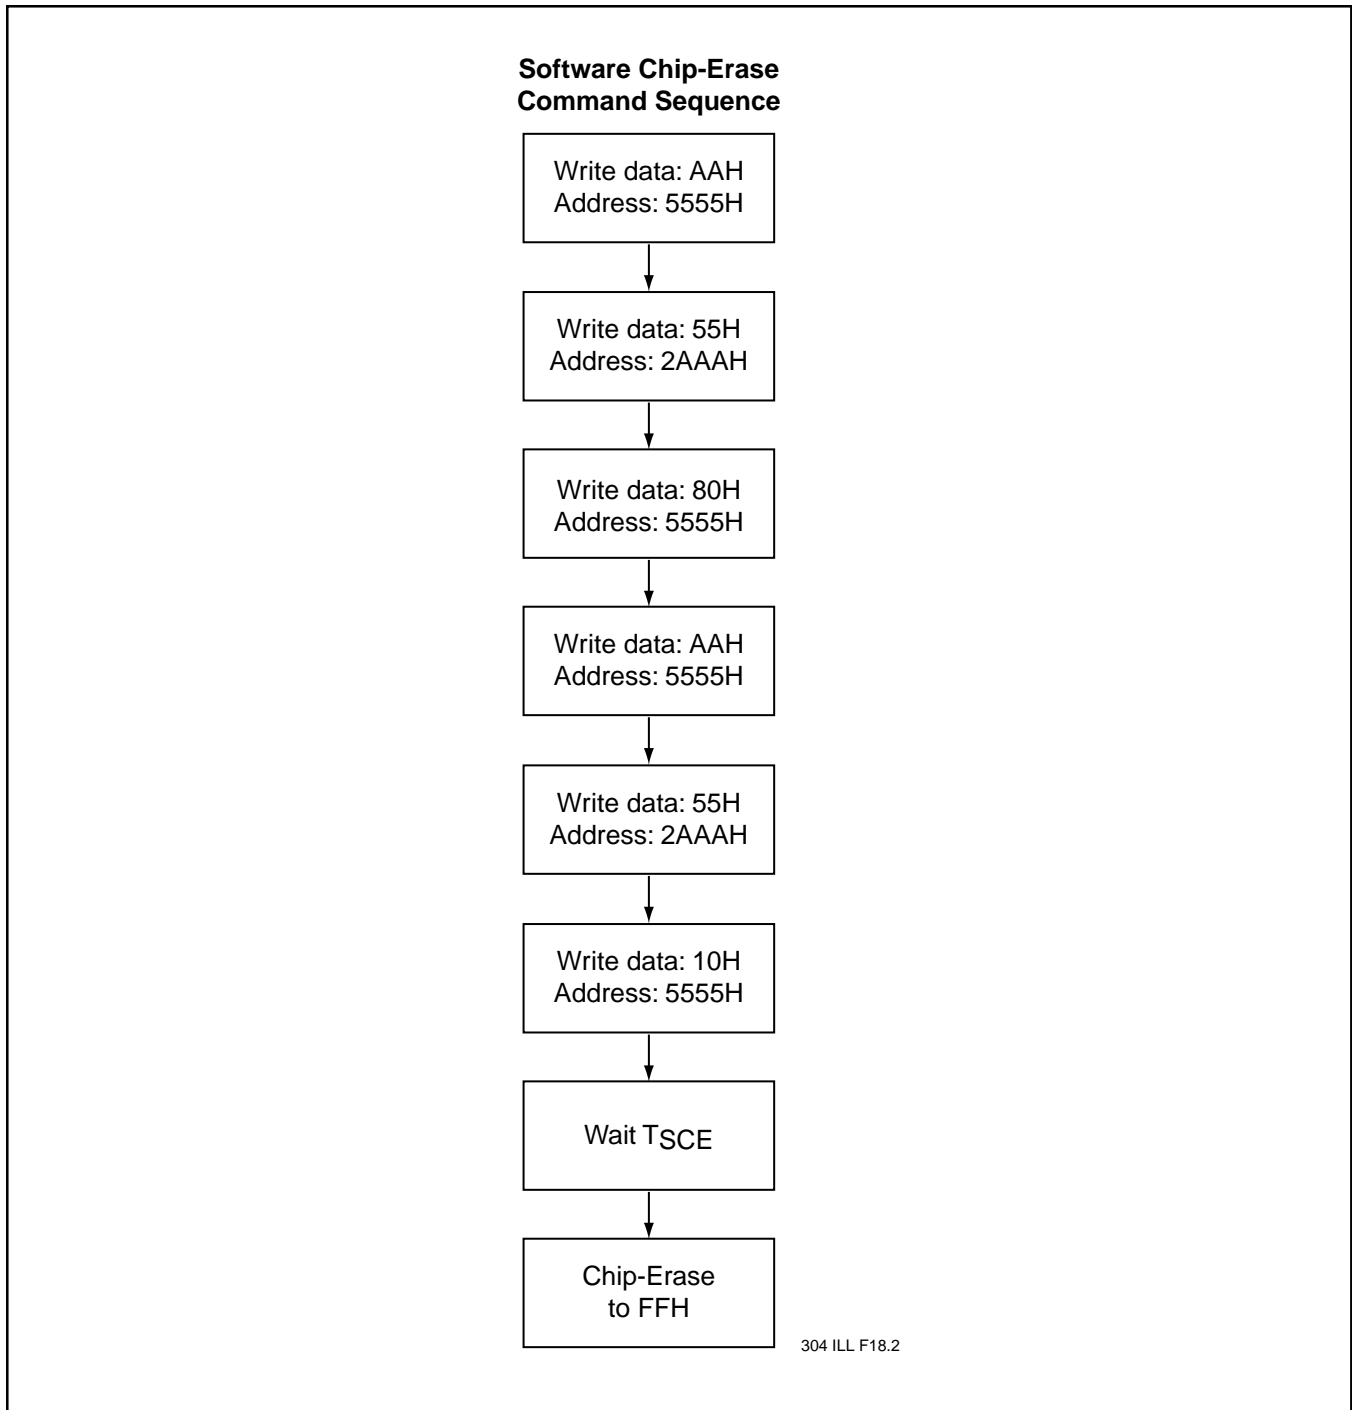 Software Chip-Erase
Command Sequence
Write data: AAH
Address: 5555H
Write data: 55H
Address: 2AAAH
Write data: 80H
Address: 5555H
Write data: AAH
Address: 5555H
Write data: 55H
Address: 2AAAH
Write data: 10H
Address: 5555H
Wait TSCE
Chip-Erase
to FFH
304 ILL F18.2